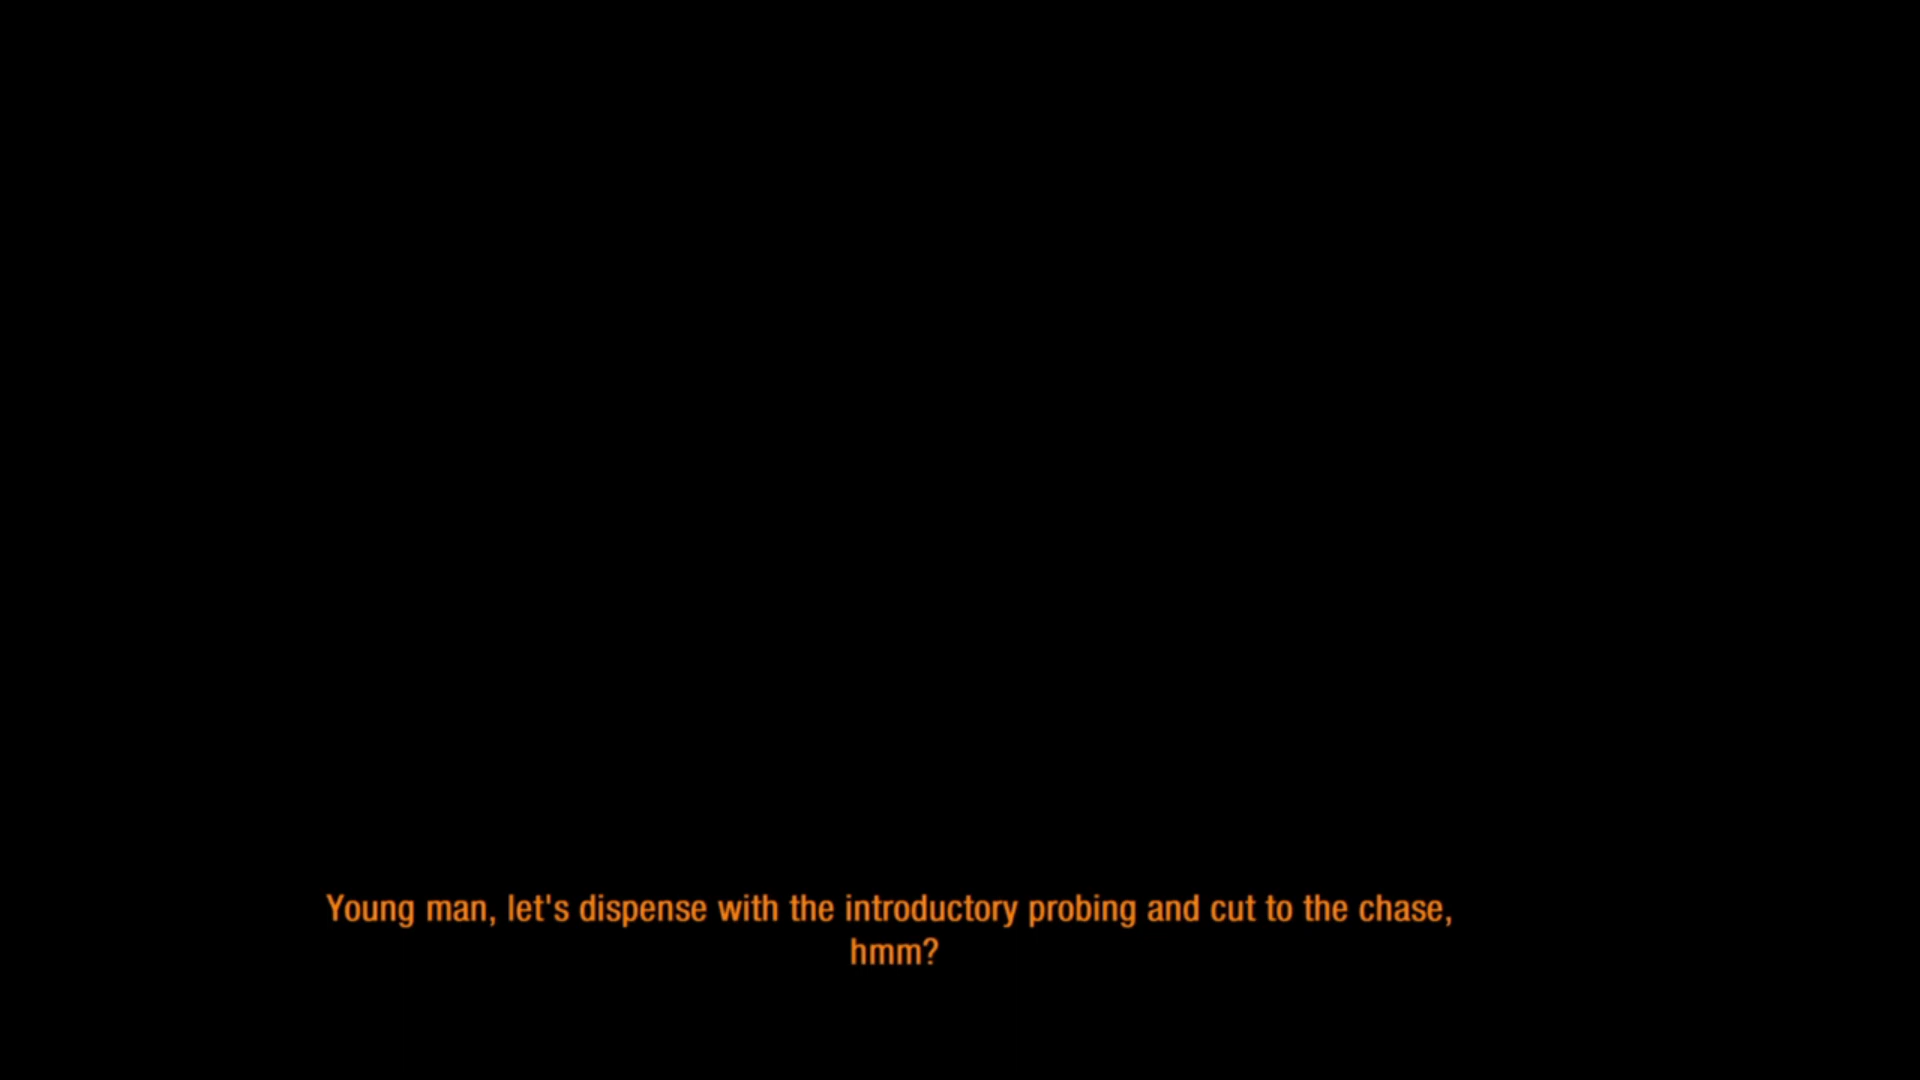 Young man, let's dispense with the introductory probing and cut to the chase,
hmm?